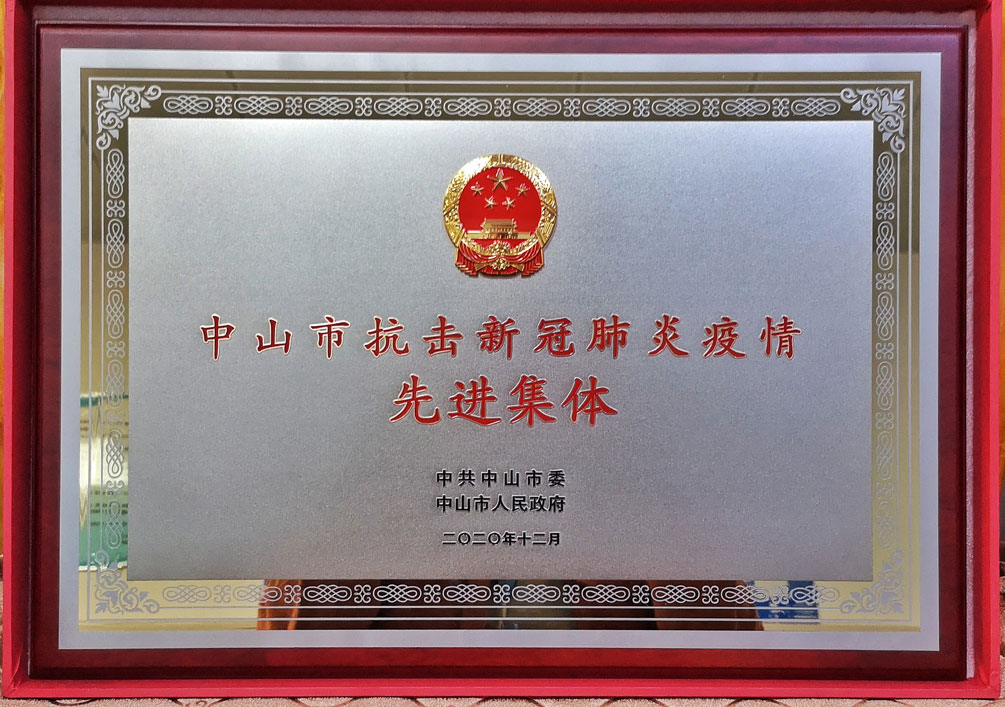 中山市抗击新冠肺炎疫情
先进集体
中共中山市委
中山市人民政府
二〇二〇年十二月